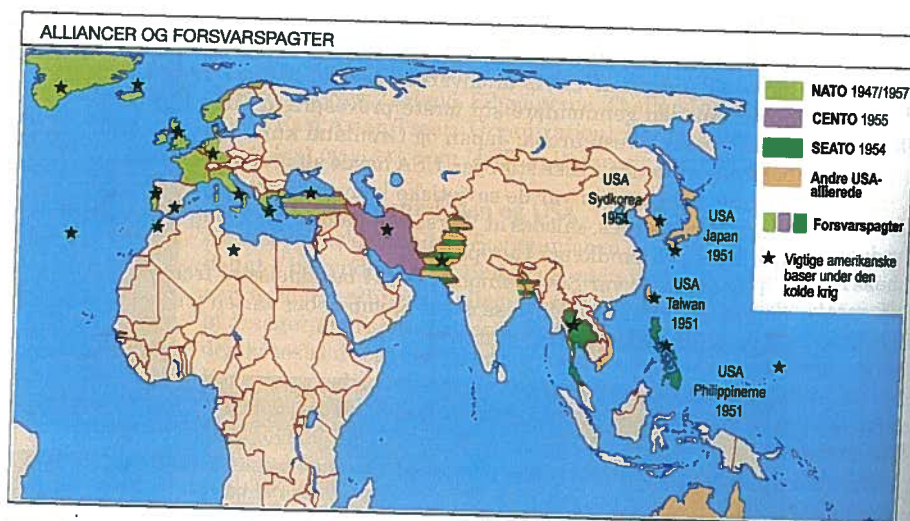 ALLIANCER OG FORSVARSPAGTER
NATO 1947/1957
CENTO 1955
SEATO 1954
Andre USA-
allierede
Forsvarspagter
Vigtige amerikanske
baser under den
kolde krig
USA
Sydkorea
1954
USA
Japan
1951
USA
Taiwan
1951
USA
Philippinerne
1951